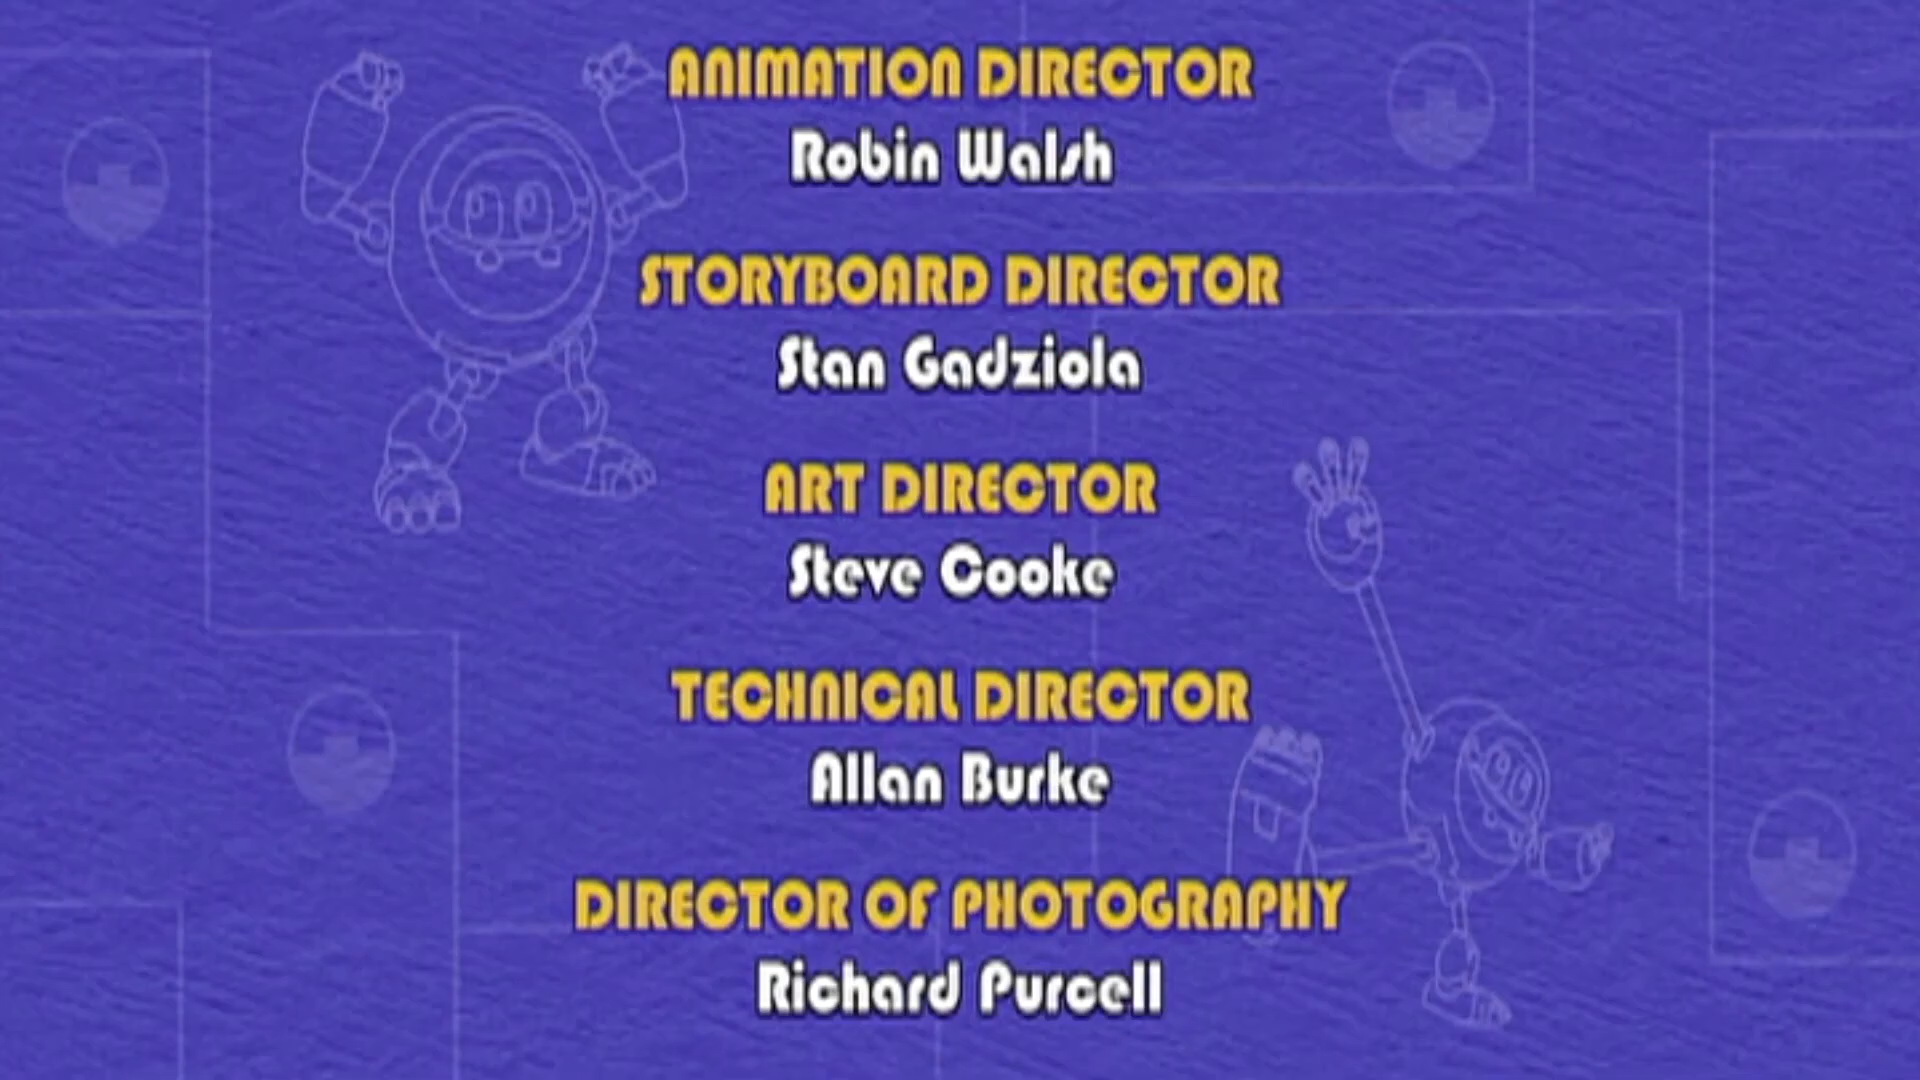 ANIMATION DIRECTOR
Robin Walsh
STORYBOARD DIRECTOR
Stan Gadziola
ART DIRECTOR
Steve Cooke
TECHNICAL DIRECTOR
Allan Burke
DIRECTOR OF PHOTOGRAPHY
Richard Purcell